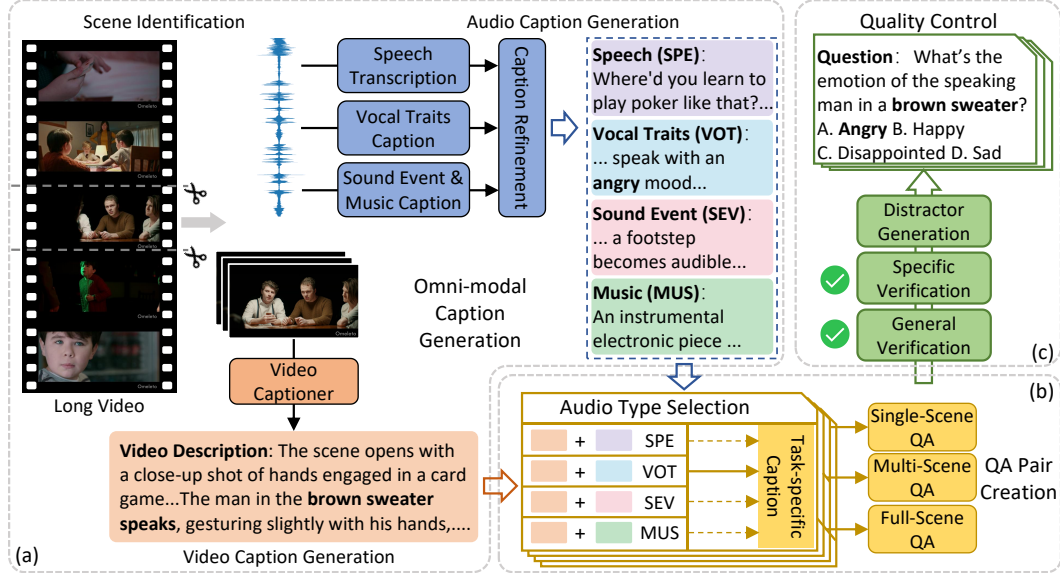 Scene Identification
Omeleto
Omeleto
Omeleto
Omeleto
Omeleto
Long Video
Audio Caption Generation
Speech
Transcription
Vocal Traits
Caption
Sound Event &
Music Caption
Caption Refinement
Speech (SPE):
Where'd you learn to
play poker like that?...
Vocal Traits (VOT):
... speak with an
angry mood...
Sound Event (SEV):
... a footstep
becomes audible...
Music (MUS):
An instrumental
electronic piece ...
Omni-modal
Caption
Generation
Omeleto
Video
Captioner
Video Description: The scene opens with
a close-up shot of hands engaged in a card
game...The man in the brown sweater
speaks, gesturing slightly with his hands,....
(a)
Video Caption Generation
Quality Control
Question: What's the
emotion of the speaking
man in a brown sweater?
A. Angry B. Happy
C. Disappointed D. Sad
Distractor
Generation
Specific
Verification
General
Verification
(c)
(b)
Audio Type Selection
+ SPE
+ VOT
+ SEV
+ MUS
Task-specific
Caption
Single-Scene
QA
Multi-Scene
QA
Full-Scene
QA
QA Pair
Creation